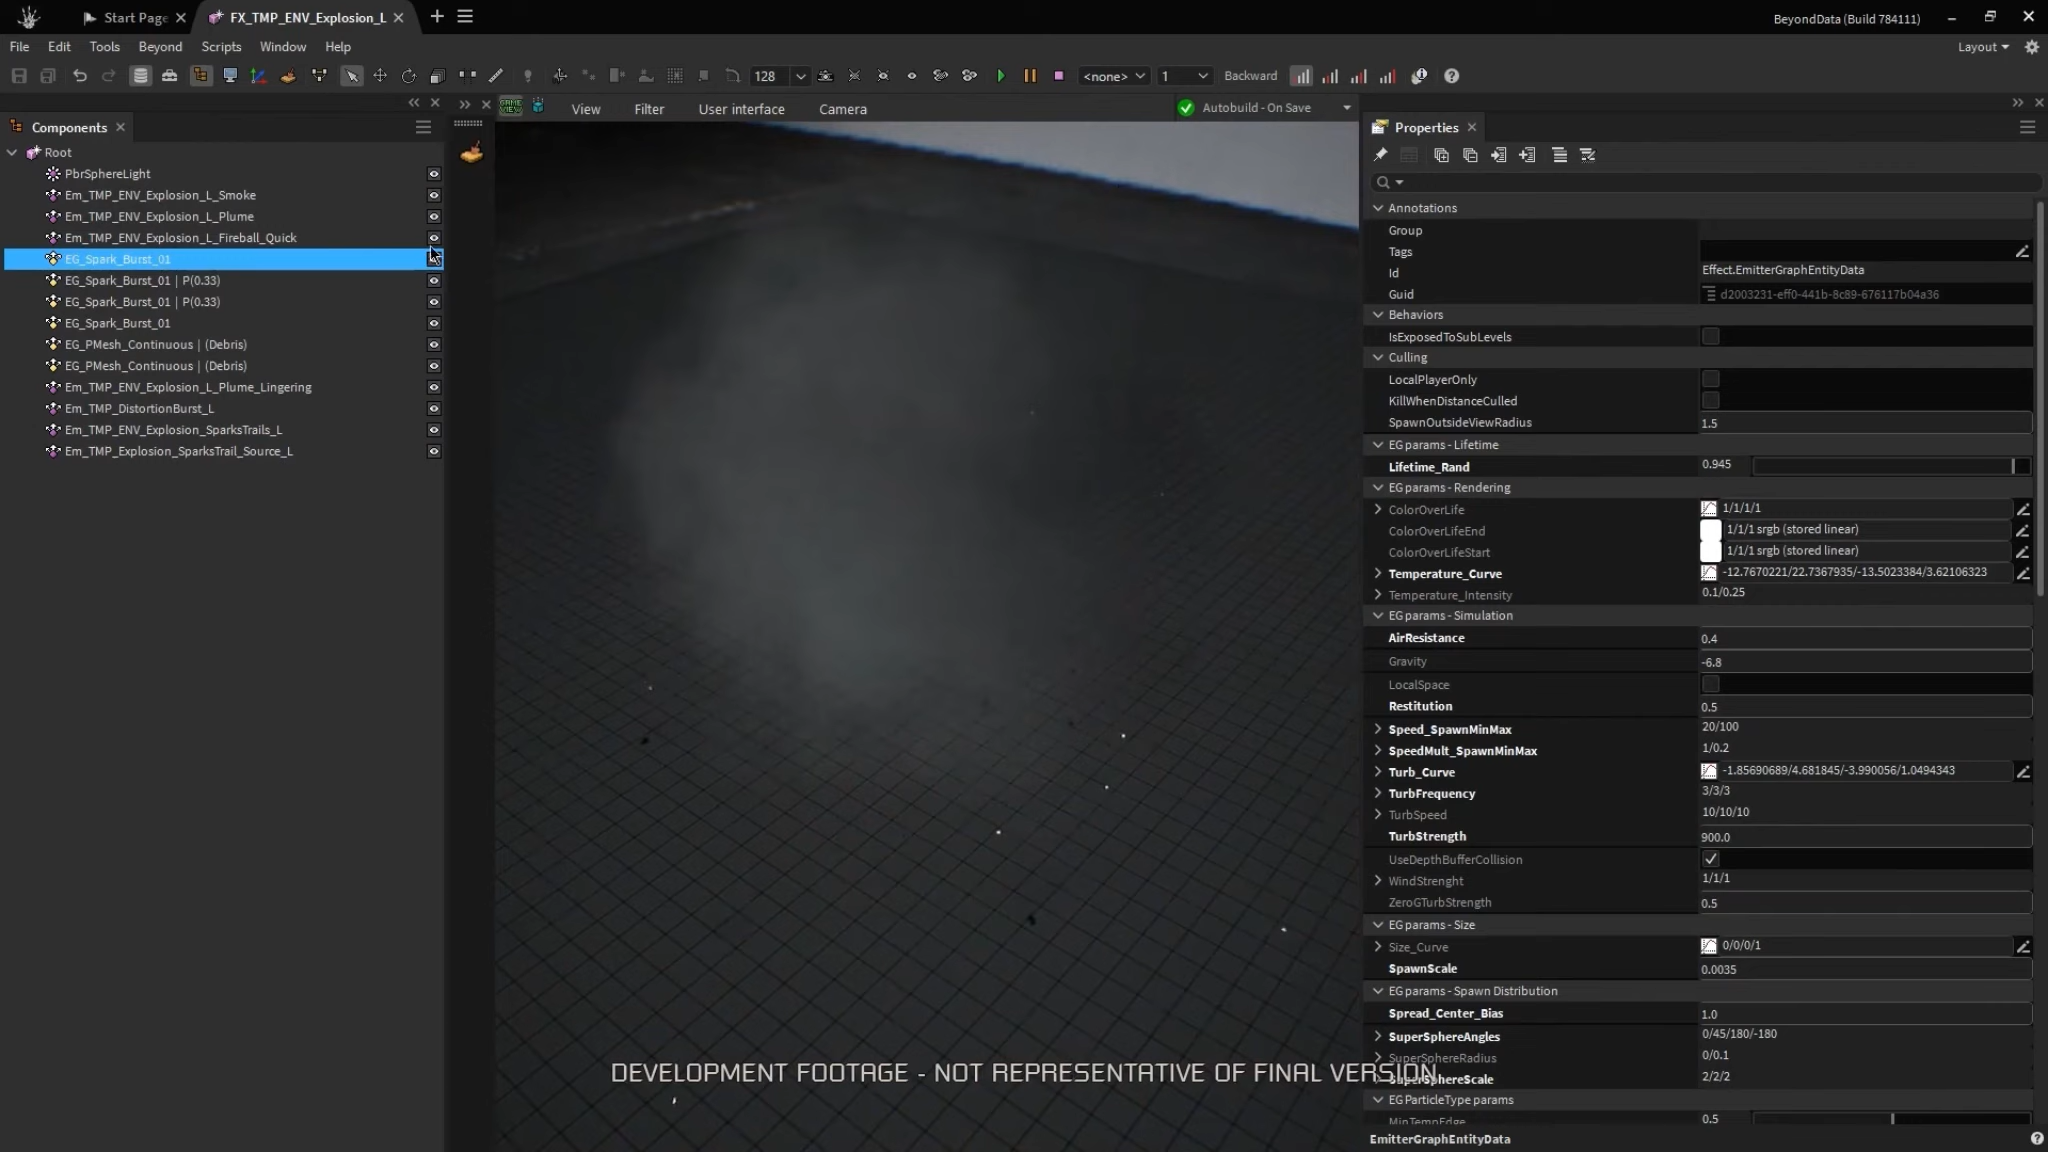 Start Page
FX_TMP_ENV_Explosion_L
BeyondData (Build 784111)
File Edit Tools Beyond Scripts Window Help
Layout
128
<none>
1
Backward
Components
Root
PbrSphereLight
Em_TMP_ENV_Explosion_L_Smoke
Em_TMP_ENV_Explosion_L_Plume
Em_TMP_ENV_Explosion_L_Fireball_Quick
EG_Spark_Burst_01
EG_Spark_Burst_01 | P(0.33)
EG_Spark_Burst_01 | P(0.33)
EG_Spark_Burst_01
EG_PMesh_Continuous | (Debris)
EG_PMesh_Continuous | (Debris)
Em_TMP_ENV_Explosion_L_Plume_Lingering
Em_TMP_DistortionBurst_L
Em_TMP_ENV_Explosion_SparksTrails_L
Em_TMP_Explosion_SparksTrail_Source_L
GAME VIEW
View Filter User interface Camera
Autobuild - On Save
DEVELOPMENT FOOTAGE - NOT REPRESENTATIVE OF FINAL VERSION
Properties
Annotations
Group
Tags
Id Effect.EmitterGraphEntityData
Guid d2003231-eff0-441b-8c89-676117b04a36
Behaviors
IsExposedToSubLevels
Culling
LocalPlayerOnly
KillWhenDistanceCulled
SpawnOutsideViewRadius 1.5
EG params - Lifetime
Lifetime_Rand 0.945
EG params - Rendering
ColorOverLife 1/1/1/1
ColorOverLifeEnd 1/1/1 srgb (stored linear)
ColorOverLifeStart 1/1/1 srgb (stored linear)
Temperature_Curve -12.7670221/22.7367935/-13.5023384/3.62106323
Temperature_Intensity 0.1/0.25
EG params - Simulation
AirResistance 0.4
Gravity -6.8
LocalSpace
Restitution 0.5
Speed_SpawnMinMax 20/100
SpeedMult_SpawnMinMax 1/0.2
Turb_Curve -1.85690689/4.681845/-3.990056/1.0494343
TurbFrequency 3/3/3
TurbSpeed 10/10/10
TurbStrength 900.0
UseDepthBufferCollision
WindStrenght 1/1/1
ZeroGTurbStrength 0.5
EG params - Size
Size_Curve 0/0/0/1
SpawnScale 0.0035
EG params - Spawn Distribution
Spread_Center_Bias 1.0
SuperSphereAngles 0/45/180/-180
SuperSphereRadius 0/0.1
SuperSphereScale 2/2/2
EG ParticleType params
MinTempEdge 0.5
EmitterGraphEntityData